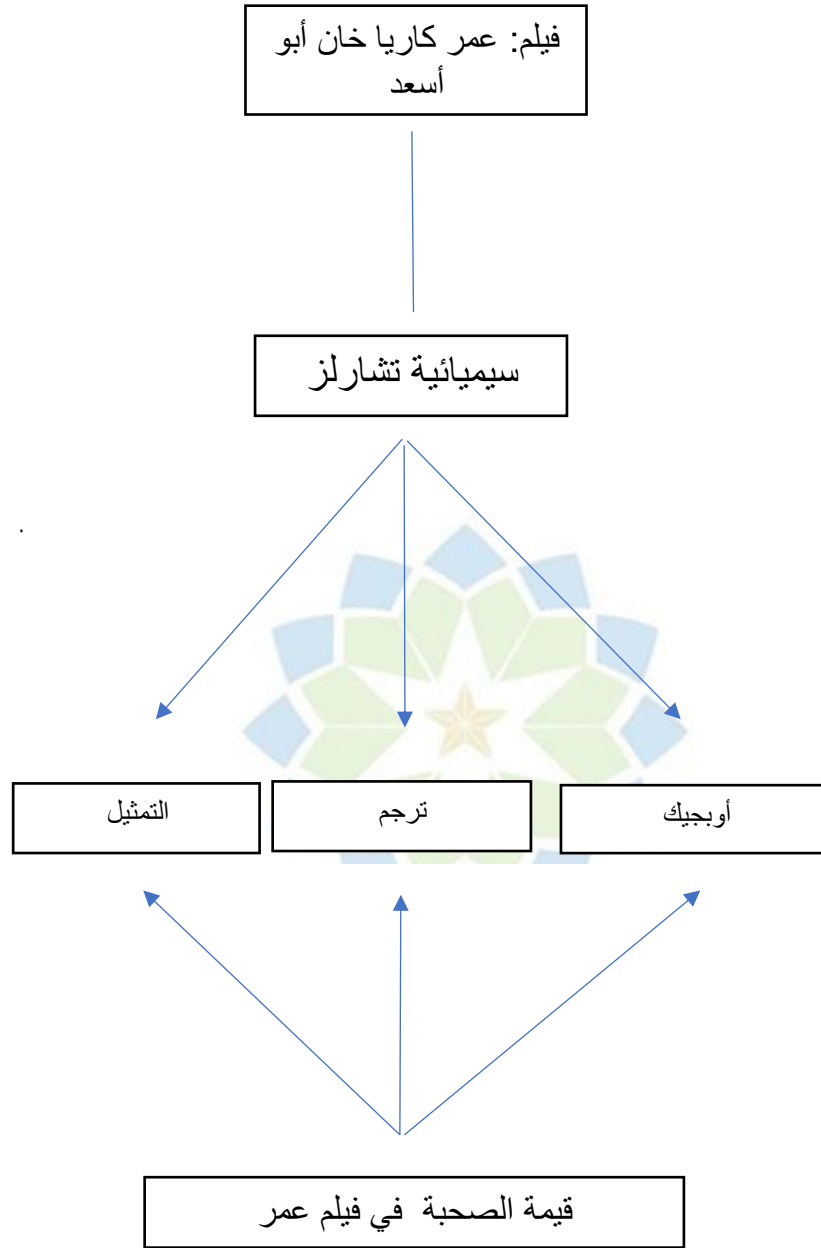 فيلم: عمر كاريا خان أبو
أسعد
سيميائية تشارلز
أوبجيك
ترجم
التمثيل
قيمة الصحبة في فيلم عمر